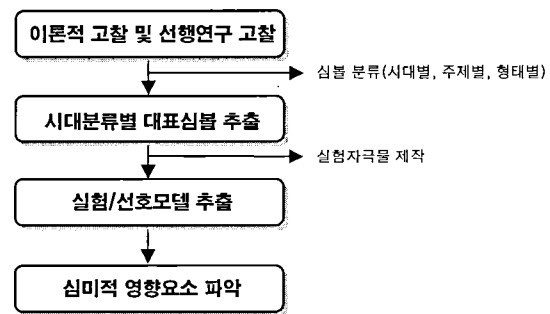 이론적 고찰 및 선행연구 고찰
심볼 분류(시대별, 주제별, 형태별)
시대분류별 대표심볼 추출
실험자극물 제작
실험/선호모델 추출
심미적 영향요소 파악